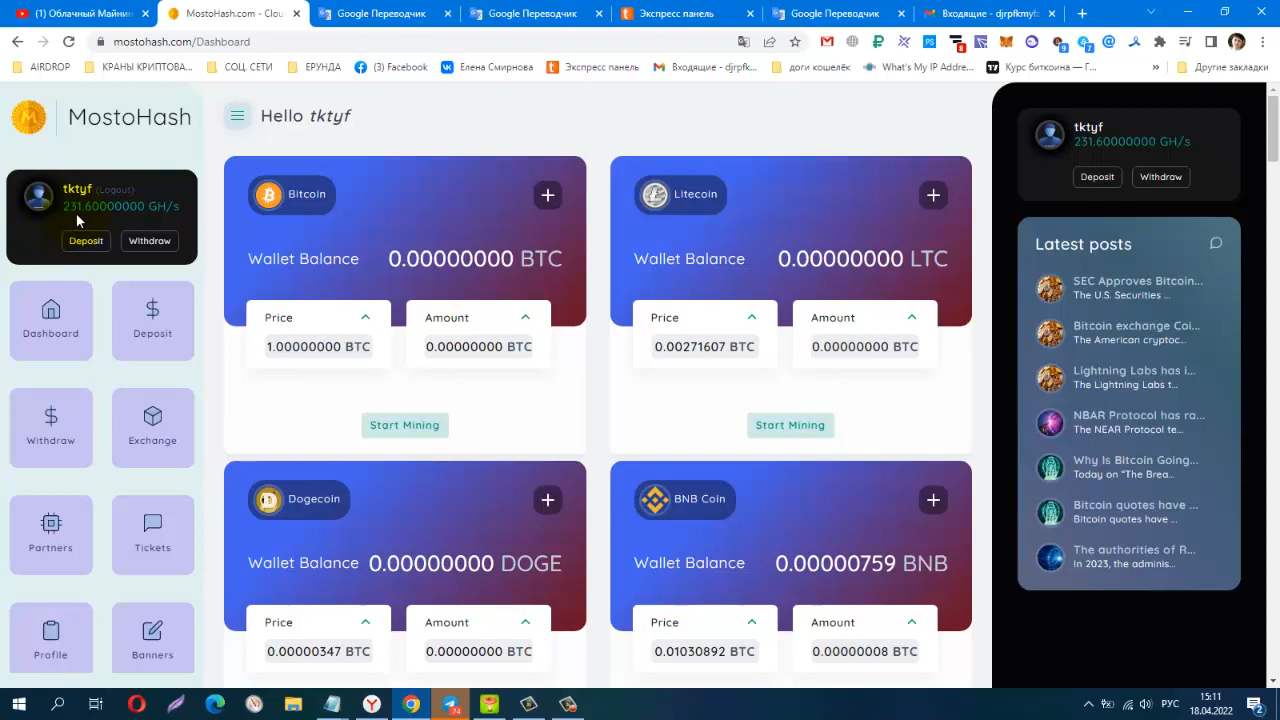 (1) Облачный Майни
MostoHash.com - Clou
Google Переводчик
Google Переводчик
Экспресс панель
Google Переводчик
Входящие - djrpfkmyf
mostohash.com/Dashboard
8
9
7
AIRDROP
КРАНЫ КРИПТОВА...
СОЦ. СЕТИ
ЕРУНДА
(3) Facebook
Елена Смирнова
Экспресс панель
Входящие - djrpfk...
доги кошелёк
What's My IP Addre...
Курс биткоина — Г...
»
Другие закладки
MostoHash
Hello tktyf
tktyf (Logout)
231.60000000 GH/s
Deposit
Withdraw
Dashboard
Deposit
Withdraw
Exchange
Partners
Tickets
Profile
Banners
Bitcoin
+
Wallet Balance 0.00000000 BTC
Price
1.00000000 BTC
Amount
0.00000000 BTC
Start Mining
Litecoin
+
Wallet Balance 0.00000000 LTC
Price
0.00271607 BTC
Amount
0.00000000 BTC
Start Mining
Dogecoin
+
Wallet Balance 0.00000000 DOGE
Price
0.00000347 BTC
Amount
0.00000000 BTC
BNB Coin
+
Wallet Balance 0.00000759 BNB
Price
0.01030892 BTC
Amount
0.00000008 BTC
tktyf
231.60000000 GH/s
Deposit
Withdraw
Latest posts
SEC Approves Bitcoin...
The U.S. Securities ...
Bitcoin exchange Coi...
The American cryptoc...
Lightning Labs has i...
The Lightning Labs t...
NBAR Protocol has ra...
The NEAR Protocol te...
Why Is Bitcoin Going...
Today on "The Brea...
Bitcoin quotes have ...
Bitcoin quotes have ...
The authorities of R...
In 2023, the adminis...
74
РУС
15:11
18.04.2022
2